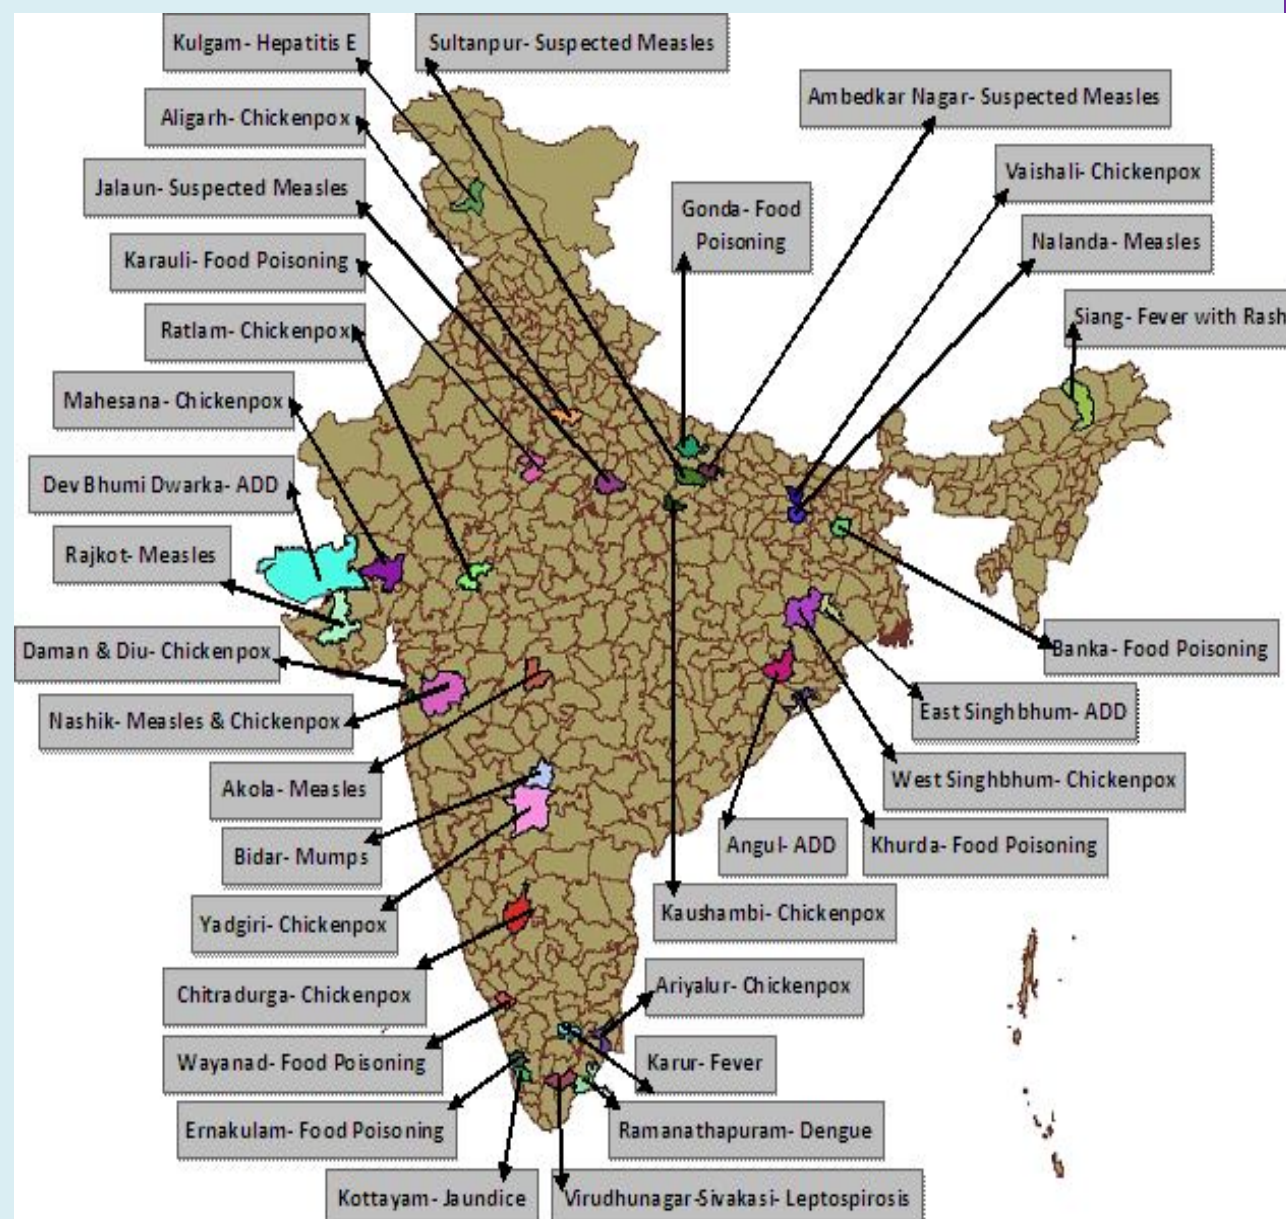 Kulgam- Hepatitis E
Sultanpur- Suspected Measles
Ambedkar Nagar- Suspected Measles
Aligarh- Chickenpox
Vaishali- Chickenpox
Jalaun- Suspected Measles
Gonda- Food
Poisoning
Nalanda- Measles
Karauli- Food Poisoning
Siang- Fever with Rash
Ratlam- Chickenpox
Mahesana- Chickenpox
Dev Bhumi Dwarka- ADD
Rajkot- Measles
Daman & Diu- Chickenpox
Banka- Food Poisoning
Nashik- Measles & Chickenpox
East Singhbhum- ADD
Akola- Measles
West Singhbhum- Chickenpox
Bidar- Mumps
Angul- ADD
Khurda- Food Poisoning
Yadgiri- Chickenpox
Kaushambi- Chickenpox
Chitradurga- Chickenpox
Ariyalur- Chickenpox
Wayanad- Food Poisoning
Karur- Fever
Ernakulam- Food Poisoning
Ramanathapuram- Dengue
Kottayam- Jaundice
Virudhunagar-Sivakasi- Leptospirosis